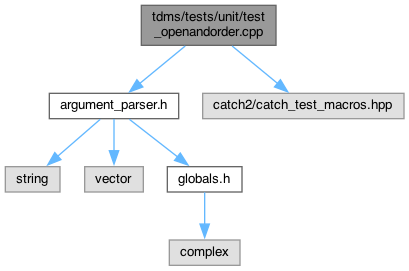 tdms/tests/unit/test
_openandorder.cpp
argument_parser.h
catch2/catch_test_macros.hpp
string
vector
globals.h
complex